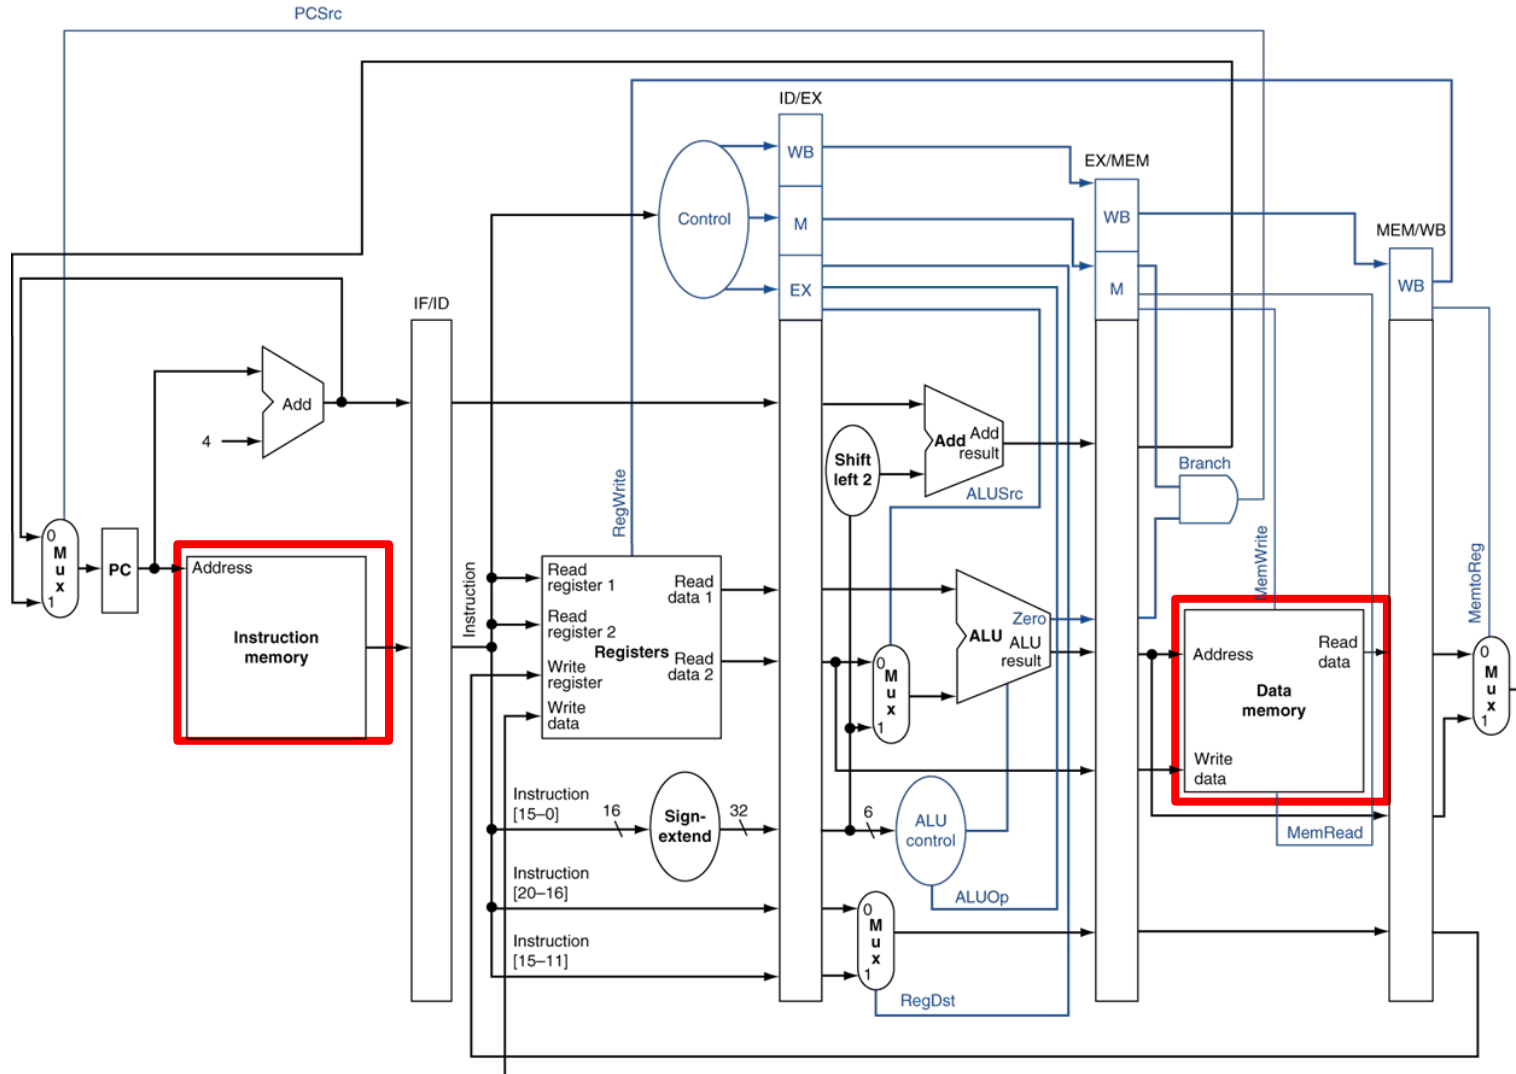 PCSrc
ID/EX
WB
EX/MEM
Control
M
WB
MEM/WB
EX
M
WB
IF/ID
Add
4
Shift
left 2
Add
Add
result
Branch
ALUSrc
RegWrite
MemWrite
MemtoReg
0
M
u
x
1
PC
Address
Instruction
memory
Instruction
Read
register 1
Read
register 2
Write
register
Write
data
Registers
Read
data 1
Read
data 2
0
M
u
x
1
ALU
Zero
ALU
result
Address
Read
data
Data
memory
Write
data
0
M
u
x
1
MemRead
Instruction
[15–0]
16
Sign-
extend
32
6
ALU
control
ALUOp
Instruction
[20–16]
Instruction
[15–11]
0
M
u
x
1
RegDst